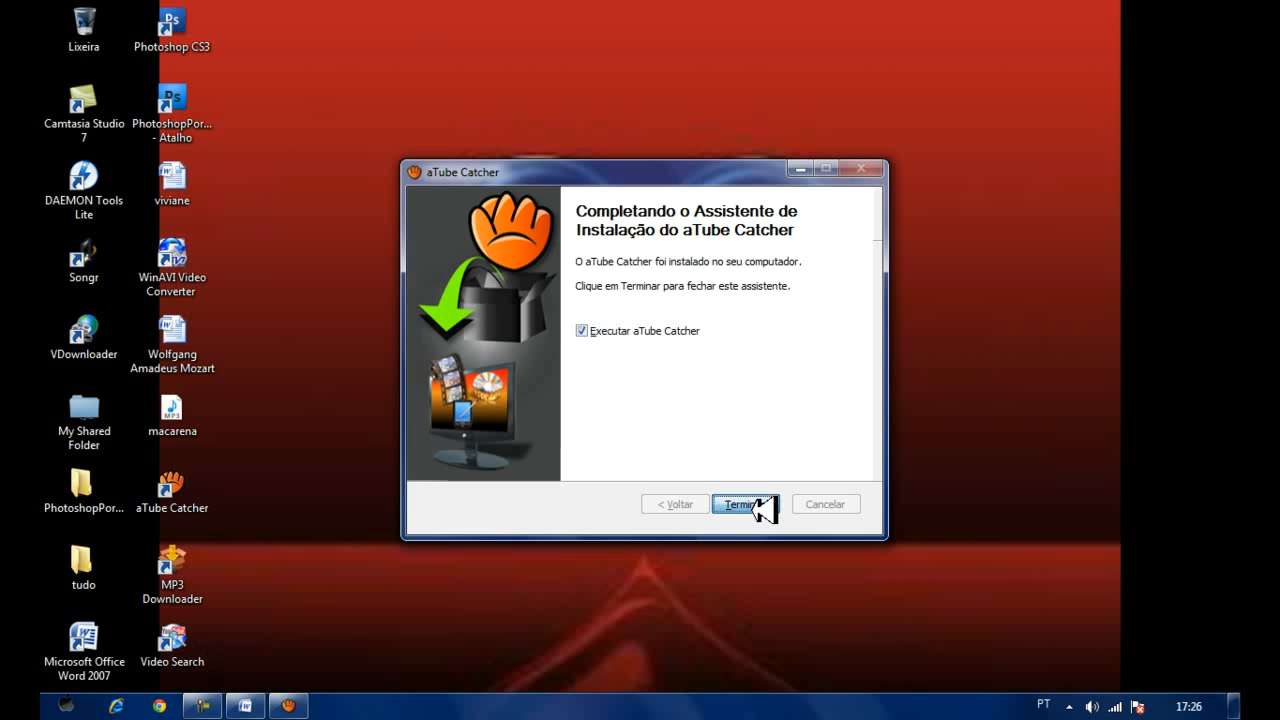 Lixeira
Photoshop CS3
Camtasia Studio
7
PhotoshopPor...
- Atalho
DAEMON Tools
Lite
viviane
Songr
WinAVI Video
Converter
VDownloader
Wolfgang
Amadeus Mozart
My Shared
Folder
MP3
macarena
PhotoshopPor...
aTube Catcher
tudo
MP3
Downloader
Microsoft Office
Word 2007
Video Search
aTube Catcher
Completando o Assistente de
Instalação do aTube Catcher
O aTube Catcher foi instalado no seu computador.
Clique em Terminar para fechar este assistente.
Executar aTube Catcher
< Voltar
Cancelar
PT
17:26